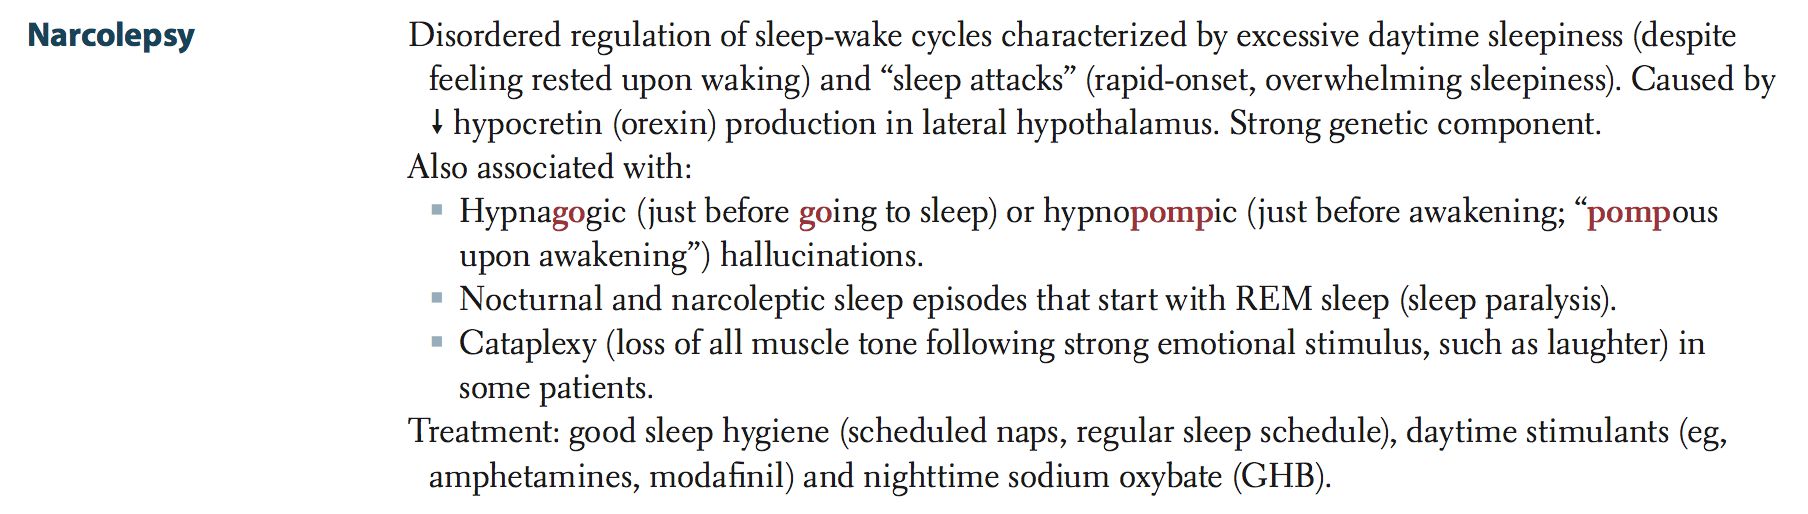 Narcolepsy
Disordered regulation of sleep-wake cycles characterized by excessive daytime sleepiness (despite
feeling rested upon waking) and “sleep attacks” (rapid-onset, overwhelming sleepiness). Caused by
↓ hypocretin (orexin) production in lateral hypothalamus. Strong genetic component.
Also associated with:
▪ Hypnagogic (just before going to sleep) or hypnopompic (just before awakening; “pompous
upon awakening”) hallucinations.
▪ Nocturnal and narcoleptic sleep episodes that start with REM sleep (sleep paralysis).
▪ Cataplexy (loss of all muscle tone following strong emotional stimulus, such as laughter) in
some patients.
Treatment: good sleep hygiene (scheduled naps, regular sleep schedule), daytime stimulants (eg,
amphetamines, modafinil) and nighttime sodium oxybate (GHB).